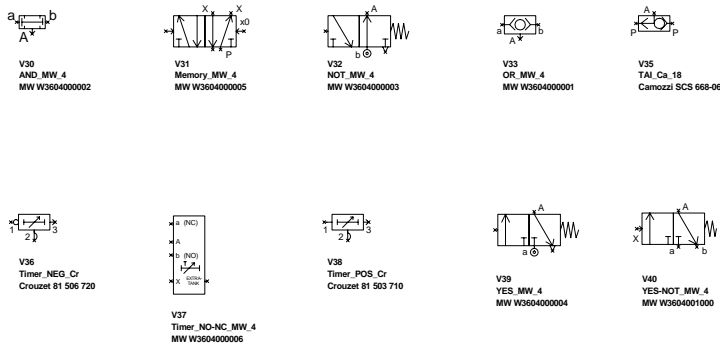 a b
A
V30
AND_MW_4
MW W3604000002
X X
x0
P
V31
Memory_MW_4
MW W3604000005
A
b
V32
NOT_MW_4
MW W3604000003
a b
A
V33
OR_MW_4
MW W3604000001
A
P P
V35
TAI_Ca_18
Camozzi SCS 668-06
1 3
2
V36
Timer_NEG_Cr
Crouzet 81 506 720
a (NC)
A
b (NO)
T
X EXTRA-
TANK
V37
Timer_NO-NC_MW_4
MW W3604000006
1 3
2
V38
Timer_POS_Cr
Crouzet 81 503 710
A
a
V39
YES_MW_4
MW W3604000004
A
X
a b
V40
YES-NOT_MW_4
MW W3604001000